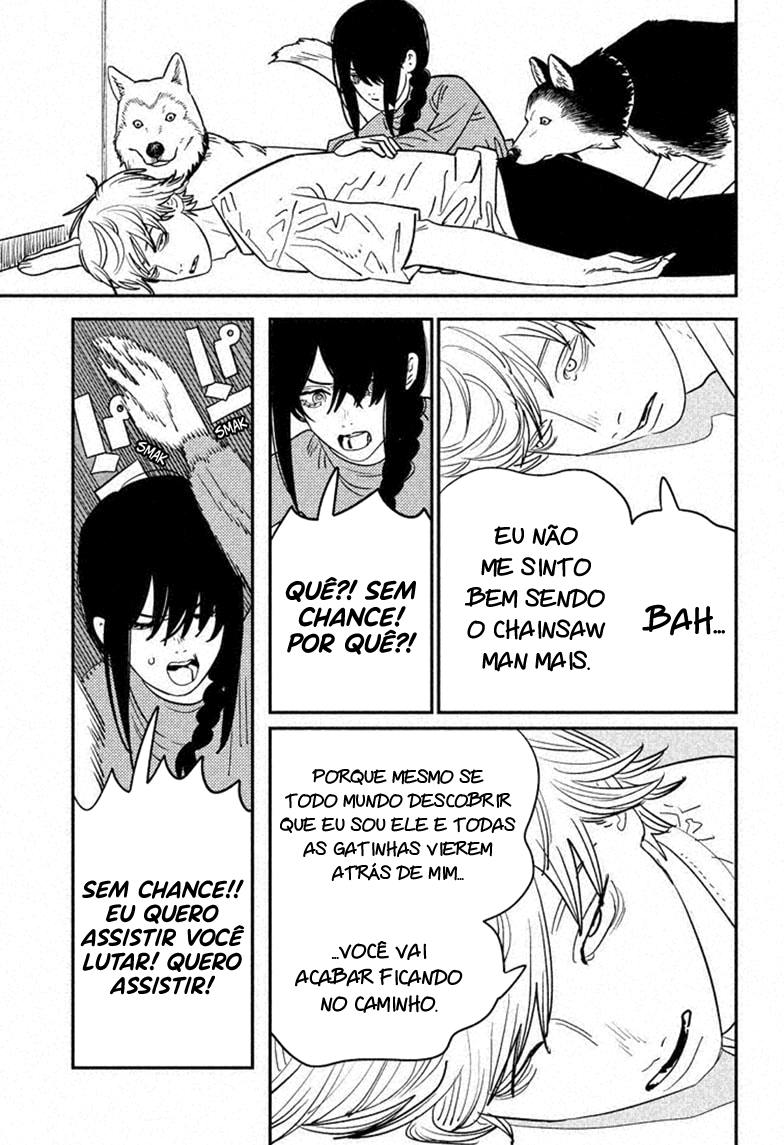 BAH...
EU NÃO
ME SINTO
BEM SENDO
O CHAINSAW
MAN MAIS.
QUÊ?! SEM
CHANCE!
POR QUÊ?!
PORQUE MESMO SE
TODO MUNDO DESCOBRIR
QUE EU SOU ELE E TODAS
AS GATINHAS VIEREM
ATRÁS DE MIM...
...VOCÊ VAI
ACABAR FICANDO
NO CAMINHO.
SMAK
SMAK
SEM CHANCE!!
EU QUERO
ASSISTIR VOCÊ
LUTAR! QUERO
ASSISTIR!